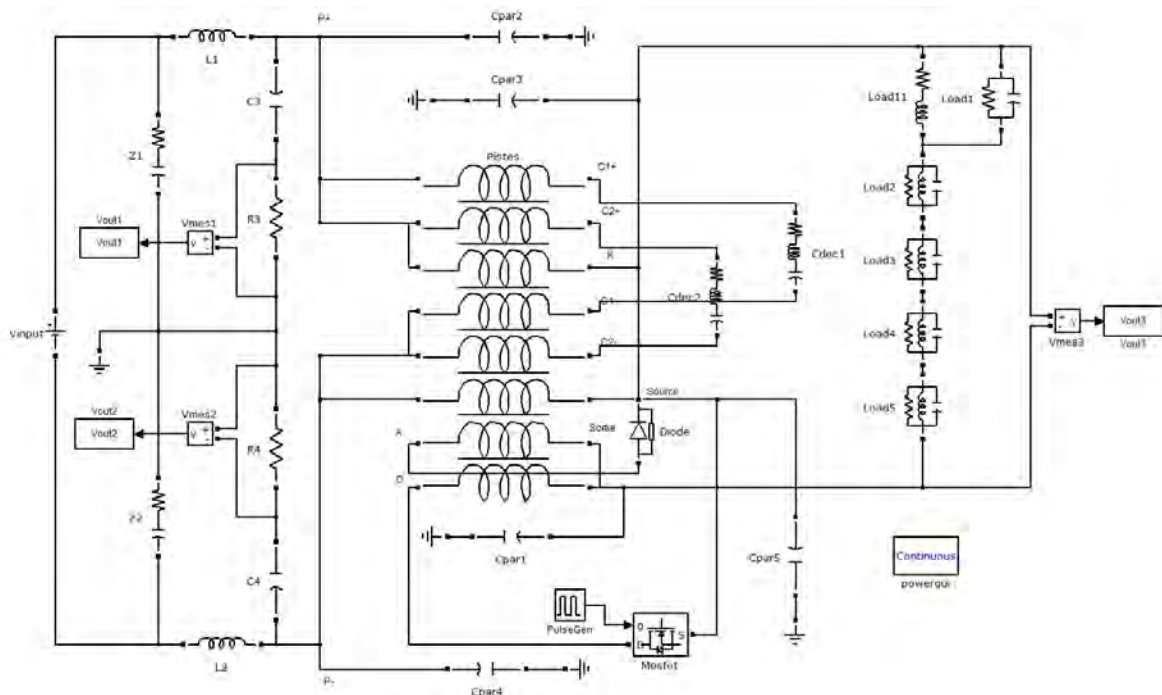 P+
Cpar2
L1
Cpar3
C3
Load11
Load1
Z1
Pistes
C1+
Load2
C2+
Vout1
Vout1
Vmes1
v
+
-
R3
R
Cdec1
Load3
C1-
Cdec2
Vinput
+
-
v
Vout3
Vmes3
Load4
C2-
Source
Vout2
Vout2
Vmes2
v
+
-
Load5
Some
Diode
A
R4
D
Z2
Cpar1
Cpar5
Continuous
powergui
C4
PulseGen
S
Mosfet
L2
P-
Cpar4